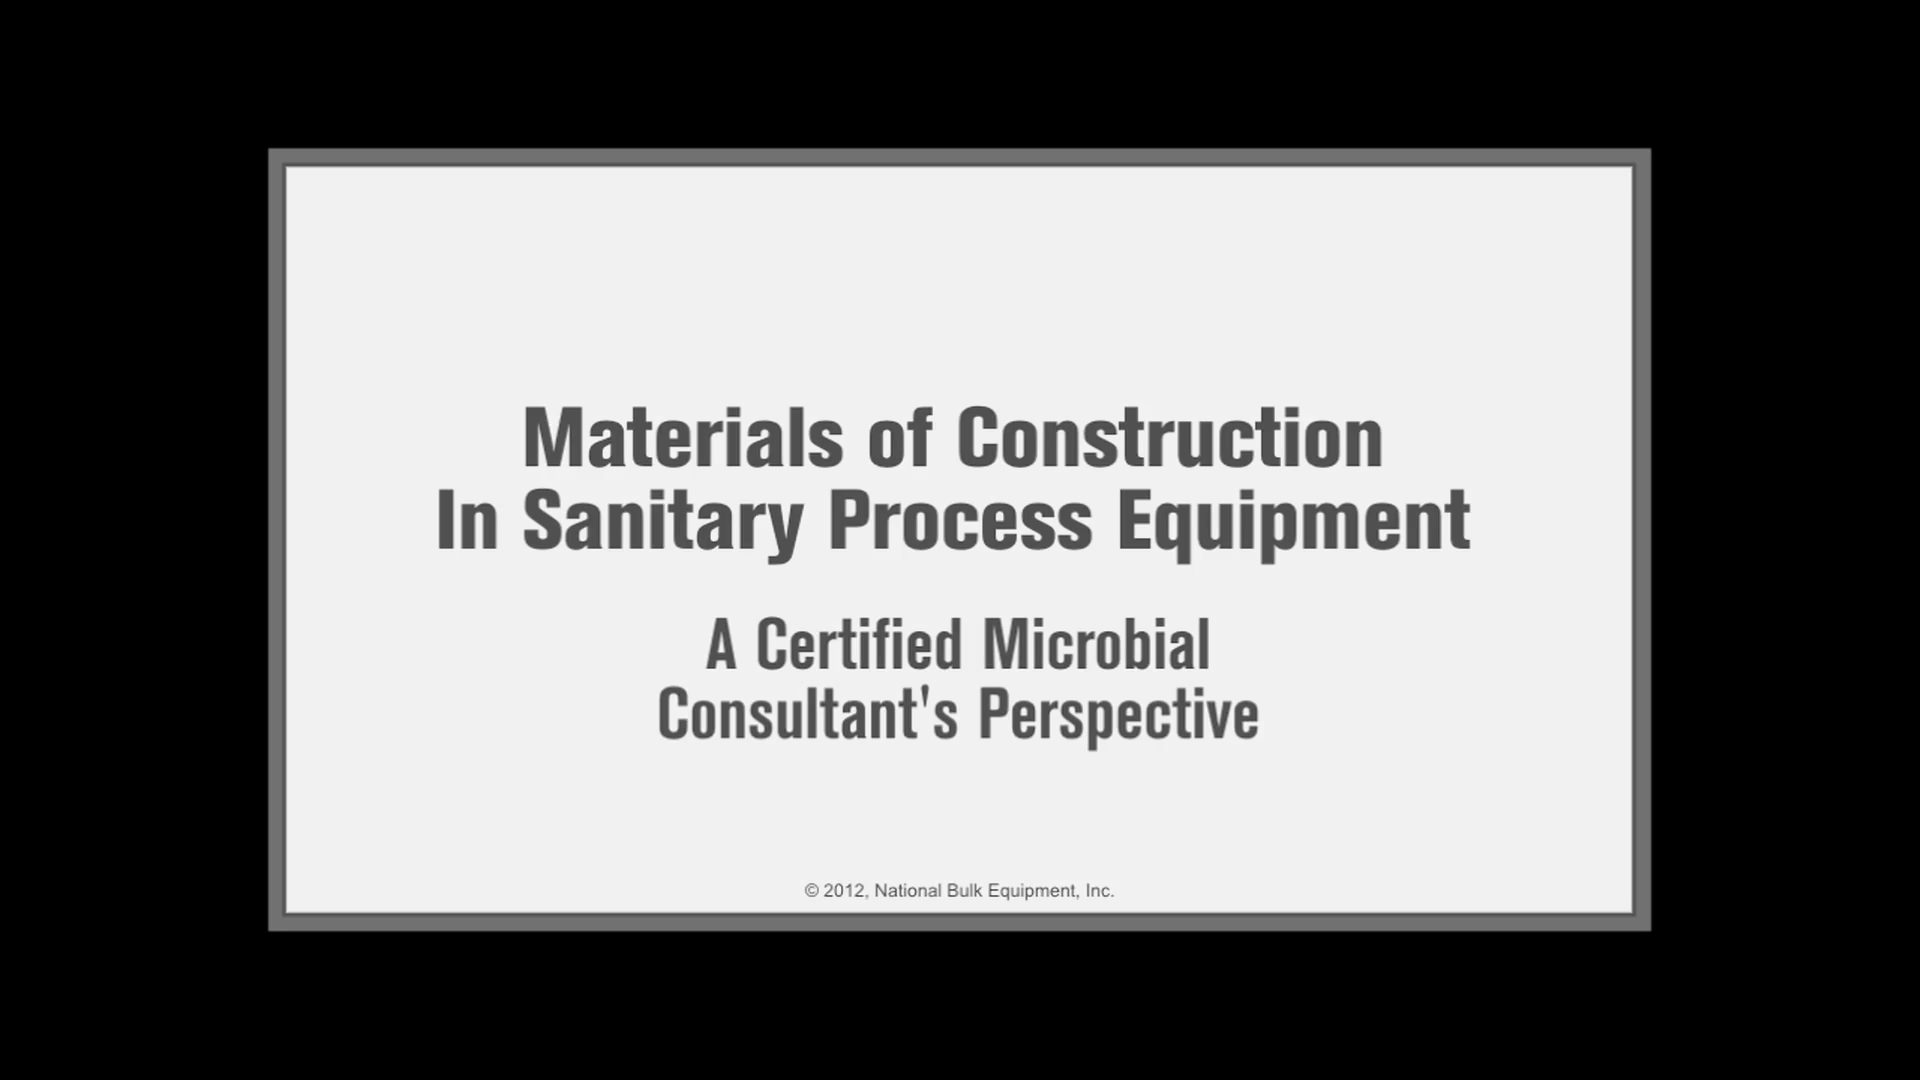 Materials of Construction
In Sanitary Process Equipment
A Certified Microbial
Consultant's Perspective
© 2012, National Bulk Equipment, Inc.